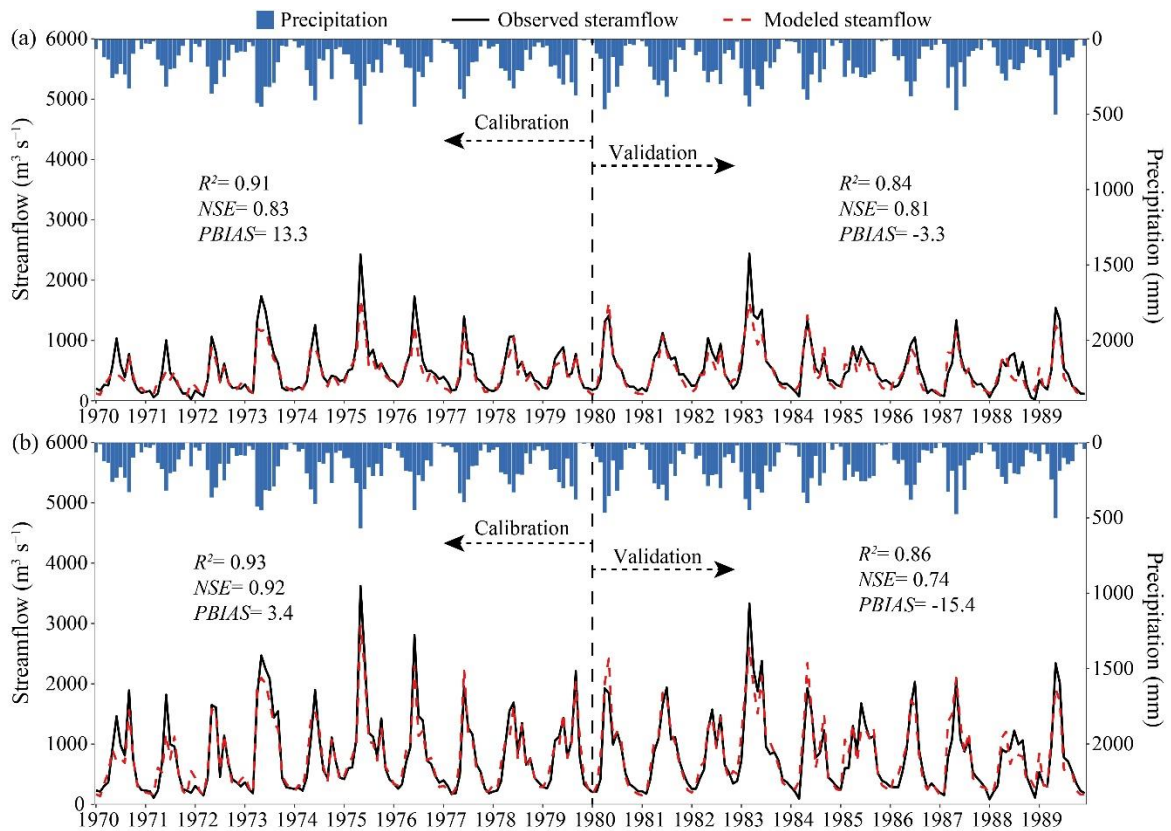 Precipitation Observed steramflow Modeled steamflow
(a)
6000
5000
4000
3000
2000
1000
0
Streamflow (m³ s⁻¹)
0
500
1000
1500
2000
Precipitation (mm)
Calibration
Validation
R²= 0.91
NSE= 0.83
PBIAS= 13.3
R²= 0.84
NSE= 0.81
PBIAS= -3.3
1970 1971 1972 1973 1974 1975 1976 1977 1978 1979 1980 1981 1982 1983 1984 1985 1986 1987 1988 1989
(b)
6000
5000
4000
3000
2000
1000
0
Streamflow (m³ s⁻¹)
0
500
1000
1500
2000
Precipitation (mm)
Calibration
Validation
R²= 0.93
NSE= 0.92
PBIAS= 3.4
R²= 0.86
NSE= 0.74
PBIAS= -15.4
1970 1971 1972 1973 1974 1975 1976 1977 1978 1979 1980 1981 1982 1983 1984 1985 1986 1987 1988 1989